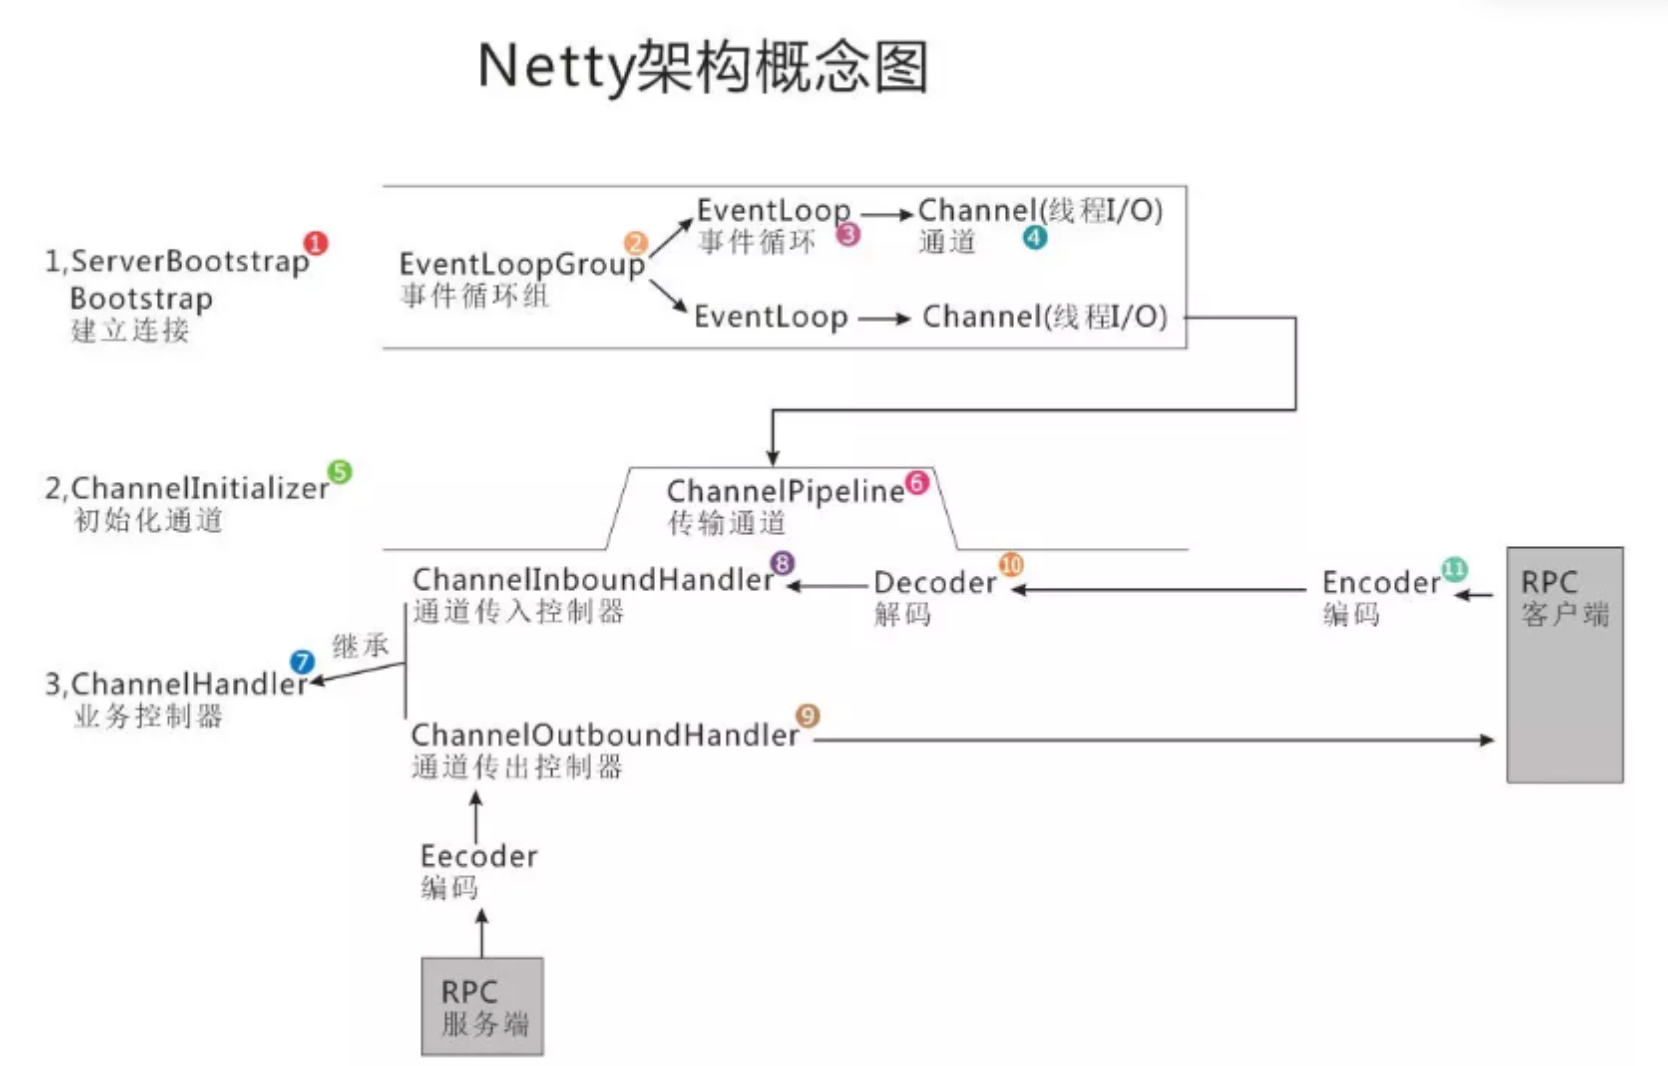 Netty架构概念图
1,ServerBootstrap 1
Bootstrap
建立连接
EventLoopGroup 2
事件循环组
EventLoop
事件循环 3
Channel(线程I/O)
通道 4
EventLoop
Channel(线程I/O)
2,ChannelInitializer 5
初始化通道
ChannelPipeline 6
传输通道
ChannelInboundHandler 8
通道传入控制器
Decoder 10
解码
Encoder 11
编码
RPC
客户端
继承
3,ChannelHandler 7
业务控制器
ChannelOutboundHandler 9
通道传出控制器
Eecoder
编码
RPC
服务端